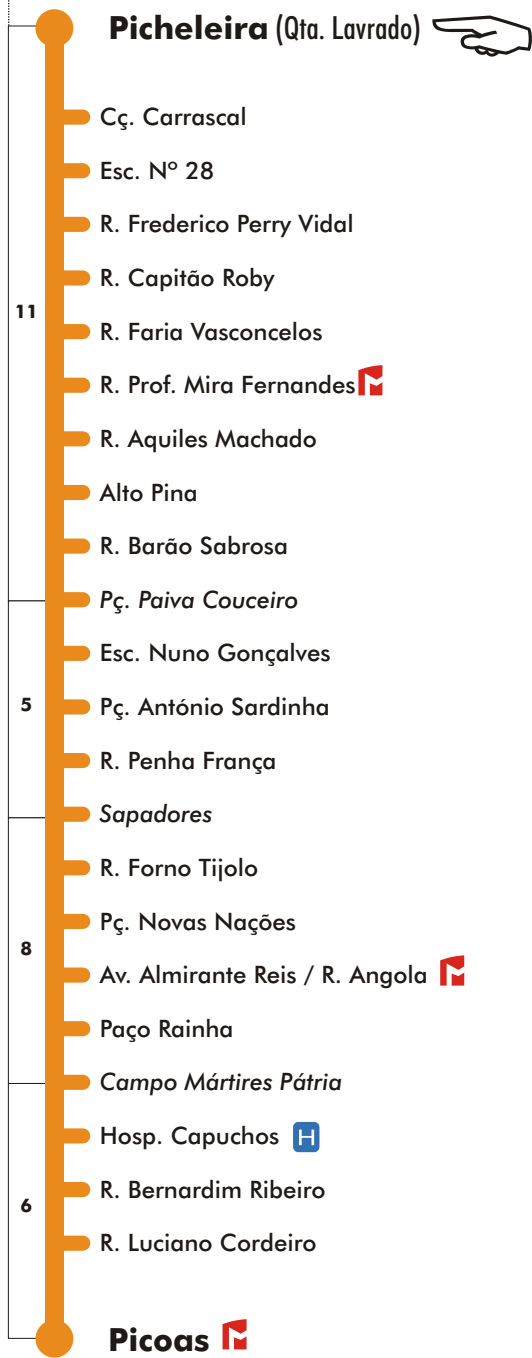 Picheleira (Qta. Lavrado)
Cç. Carrascal
Esc. Nº 28
R. Frederico Perry Vidal
R. Capitão Roby
11
R. Faria Vasconcelos
R. Prof. Mira Fernandes
R. Aquiles Machado
Alto Pina
R. Barão Sabrosa
Pç. Paiva Couceiro
Esc. Nuno Gonçalves
5
Pç. António Sardinha
R. Penha França
Sapadores
R. Forno Tijolo
Pç. Novas Nações
8
Av. Almirante Reis / R. Angola
Paço Rainha
Campo Mártires Pátria
Hosp. Capuchos H
R. Bernardim Ribeiro
6
R. Luciano Cordeiro
Picoas